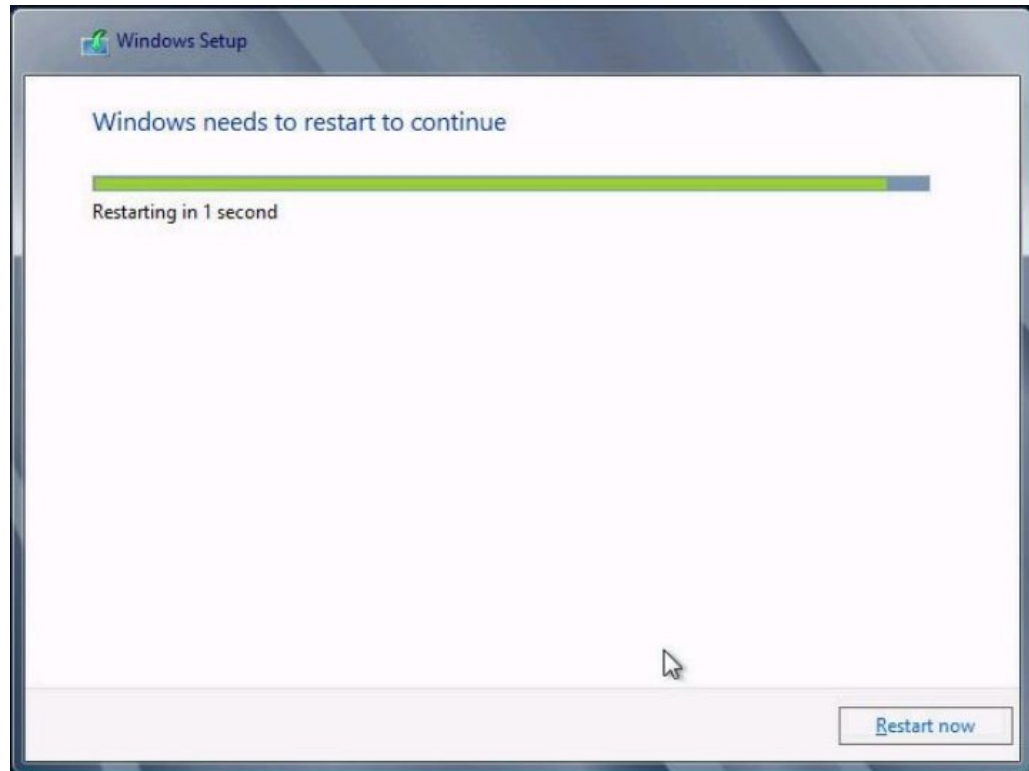 Windows Setup
Windows needs to restart to continue
Restarting in 1 second
Restart now